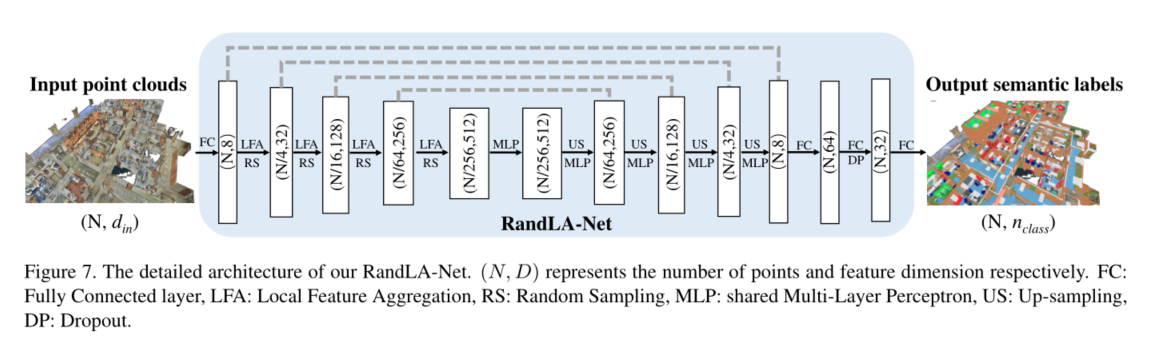 Input point clouds
(N, d_in)
FC
(N,8)
LFA
RS
(N/4,32)
LFA
RS
(N/16,128)
LFA
RS
(N/64,256)
LFA
RS
(N/256,512)
MLP
(N/256,512)
US
MLP
(N/64,256)
US
MLP
(N/16,128)
US
MLP
(N/4,32)
US
MLP
(N,8)
FC
(N,64)
FC
DP
(N,32)
FC
RandLA-Net
Output semantic labels
(N, n_class)
Figure 7. The detailed architecture of our RandLA-Net. (N, D) represents the number of points and feature dimension respectively. FC:
Fully Connected layer, LFA: Local Feature Aggregation, RS: Random Sampling, MLP: shared Multi-Layer Perceptron, US: Up-sampling,
DP: Dropout.